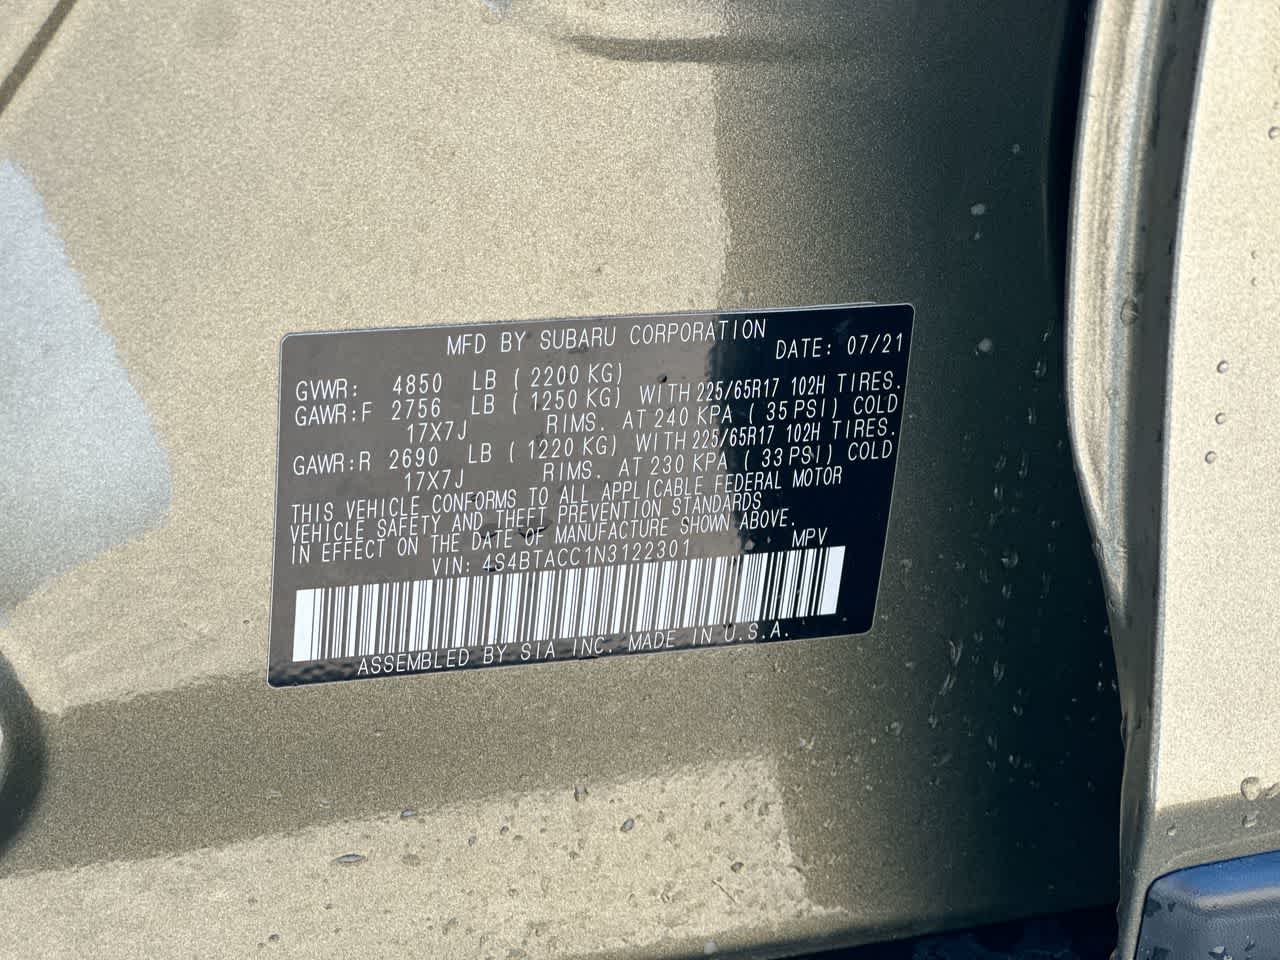 MFD BY SUBARU CORPORATION
DATE: 07/21
GVWR: 4850 LB ( 2200 KG)
GAWR:F 2756 LB ( 1250 KG) WITH 225/65R17 102H TIRES.
17X7J RIMS. AT 240 KPA ( 35 PSI) COLD
GAWR:R 2690 LB ( 1220 KG) WITH 225/65R17 102H TIRES.
17X7J RIMS. AT 230 KPA ( 33 PSI) COLD
THIS VEHICLE CONFORMS TO ALL APPLICABLE FEDERAL MOTOR
VEHICLE SAFETY AND THEFT PREVENTION STANDARDS
IN EFFECT ON THE DATE OF MANUFACTURE SHOWN ABOVE.
VIN: 4S4BTACC1N3122301 MPV
ASSEMBLED BY SIA INC. MADE IN U.S.A.